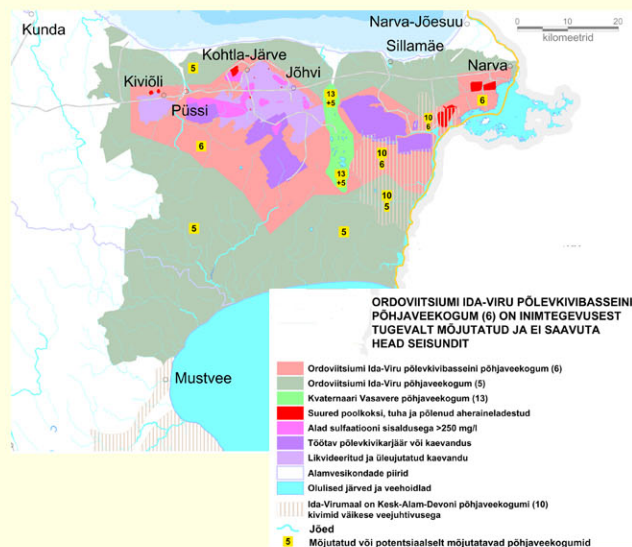 Kunda
Narva-Jõesuu
0 10 20
kilomeetrid
Sillamäe
Kohtla-Järve
Narva
5
Jõhvi
Kiviõli
13
+5
6
Püssi
10
6
6
10
6
13
+5
10
5
5
5
ORDOVITSIUMI IDA-VIRU PÕLEVKIVIBASSEINI
PÕHJAVEEKOGUM (6) ON INIMTEGEVUSEST
TUGEVALT MÕJUTATUD JA EI SAAVUTA
HEAD SEISUNDIT
Mustvee
Ordoviitsiumi Ida-Viru põlevkivibasseini põhjaveekogum (6)
Ordoviitsiumi Ida-Viru põhjaveekogum (5)
Kvaternaari Vasavere põhjaveekogum (13)
Suured poolkoksi, tuha ja põlenud aheraineladestud
Alad sulfaatiooni sisaldusega >250 mg/l
Töötav põlevkivikarjäär või kaevandus
Likvideeritud ja üleujutatud kaevandu
Alamvesikondade piirid
Olulised järved ja veehoidlad
Ida-Virumaal on Kesk-Alam-Devoni põhjaveekogumi (10)
kivimid väikese veejuhtivusega
Jõed
5 Mõjutatud või potentsiaalselt mõjutatavad põhjaveekogumid